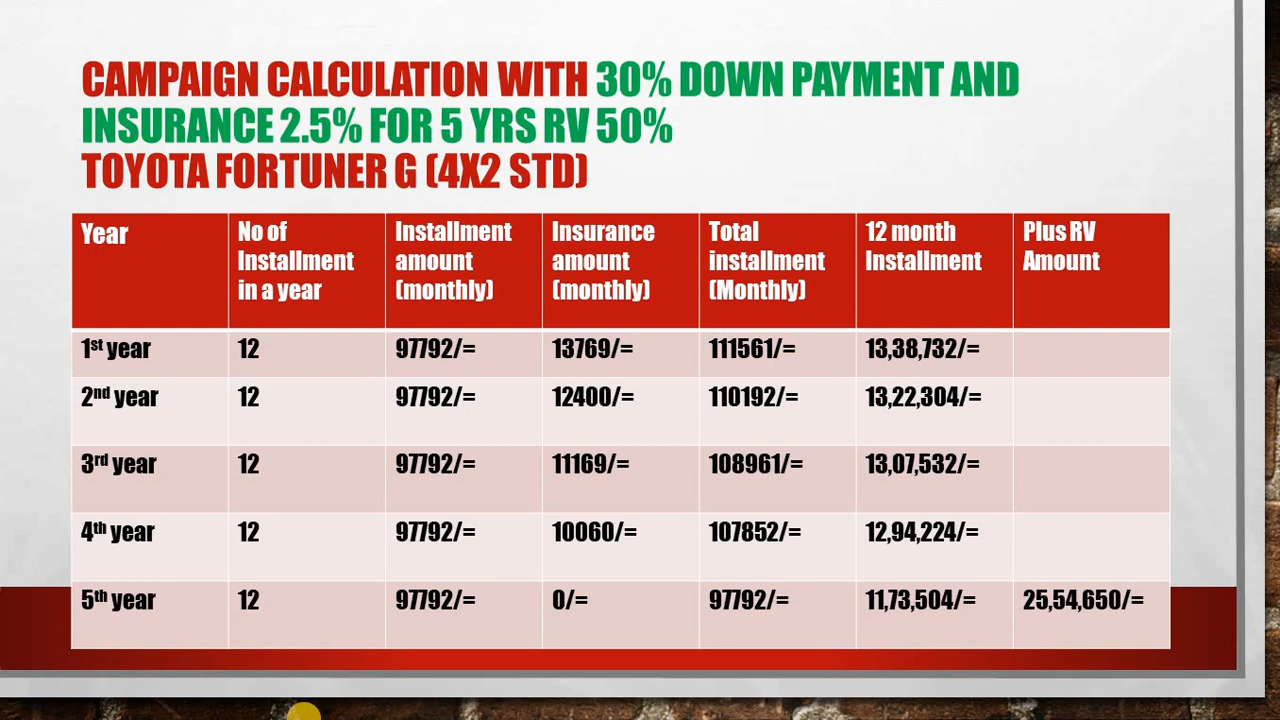 CAMPAIGN CALCULATION WITH 30% DOWN PAYMENT AND
INSURANCE 2.5% FOR 5 YRS RV 50%
TOYOTA FORTUNER G (4X2 STD)
Year No of Installment in a year Installment amount (monthly) Insurance amount (monthly) Total installment (Monthly) 12 month Installment Plus RV Amount
1st year 12 97792/= 13769/= 111561/= 13,38,732/=
2nd year 12 97792/= 12400/= 110192/= 13,22,304/=
3rd year 12 97792/= 11169/= 108961/= 13,07,532/=
4th year 12 97792/= 10060/= 107852/= 12,94,224/=
5th year 12 97792/= 0/= 97792/= 11,73,504/= 25,54,650/=